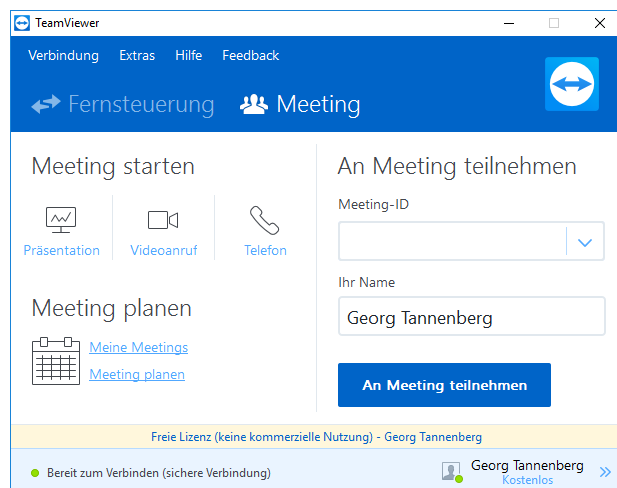 TeamViewer
Verbindung Extras Hilfe Feedback
Fernsteuerung Meeting
Meeting starten
Präsentation Videoanruf Telefon
Meeting planen
Meine Meetings
Meeting planen
An Meeting teilnehmen
Meeting-ID
Ihr Name
Georg Tannenberg
An Meeting teilnehmen
Freie Lizenz (keine kommerzielle Nutzung) - Georg Tannenberg
Bereit zum Verbinden (sichere Verbindung)
Georg Tannenberg
Kostenlos